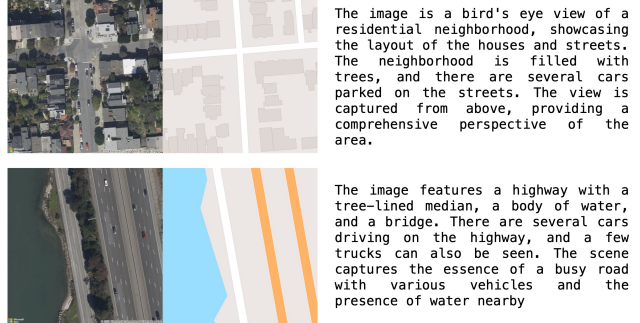 The image is a bird's eye view of a
residential neighborhood, showcasing
the layout of the houses and streets.
The neighborhood is filled with
trees, and there are several cars
parked on the streets. The view is
captured from above, providing a
comprehensive perspective of the
area.
The image features a highway with a
tree-lined median, a body of water,
and a bridge. There are several cars
driving on the highway, and a few
trucks can also be seen. The scene
captures the essence of a busy road
with various vehicles and the
presence of water nearby